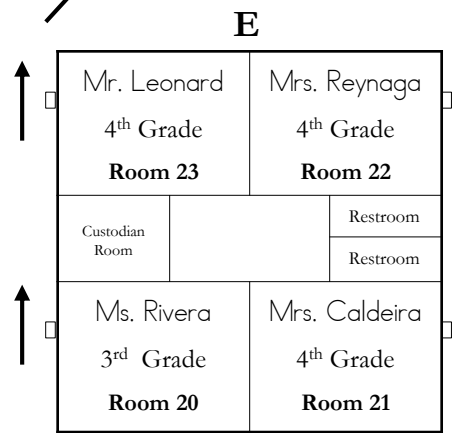 E
Mr. Leonard
4th Grade
Room 23
Mrs. Reynaga
4th Grade
Room 22
Custodian
Room
Restroom
Restroom
Ms. Rivera
3rd Grade
Room 20
Mrs. Caldeira
4th Grade
Room 21